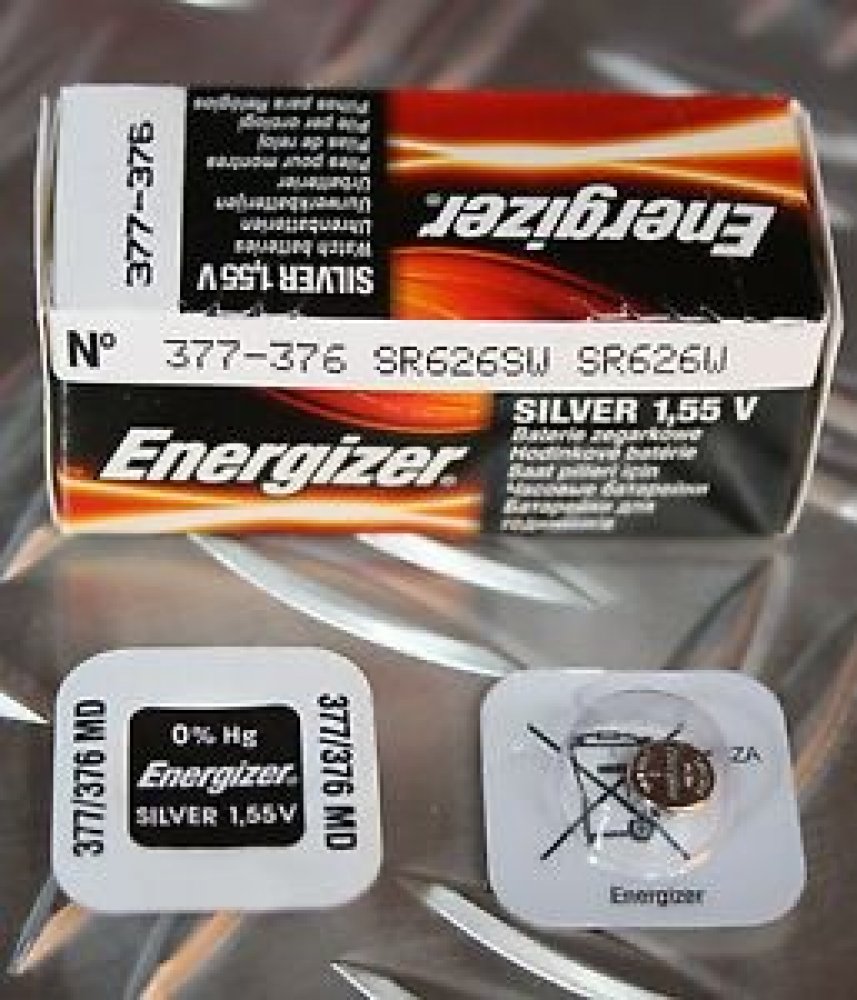 377-376
Pilhas para Relógios
Pile per orologi
Pilas de reloj
Piles pour montres
Urbatterier
Uurwerkbatterijen
Uhrenbatterien
Watch batteries
SILVER 1,55 V
Energizer
Nº 377-376 SR626SW SR626W
Energizer
SILVER 1,55 V
Baterie zegarkowe
Hodinkové baterie
Saat pilleri için
Часовые батарейки
Батарейки для
годинників
377/376 MD
0% Hg
Energizer
SILVER 1,55V
377/376 MD
ZA
Energizer